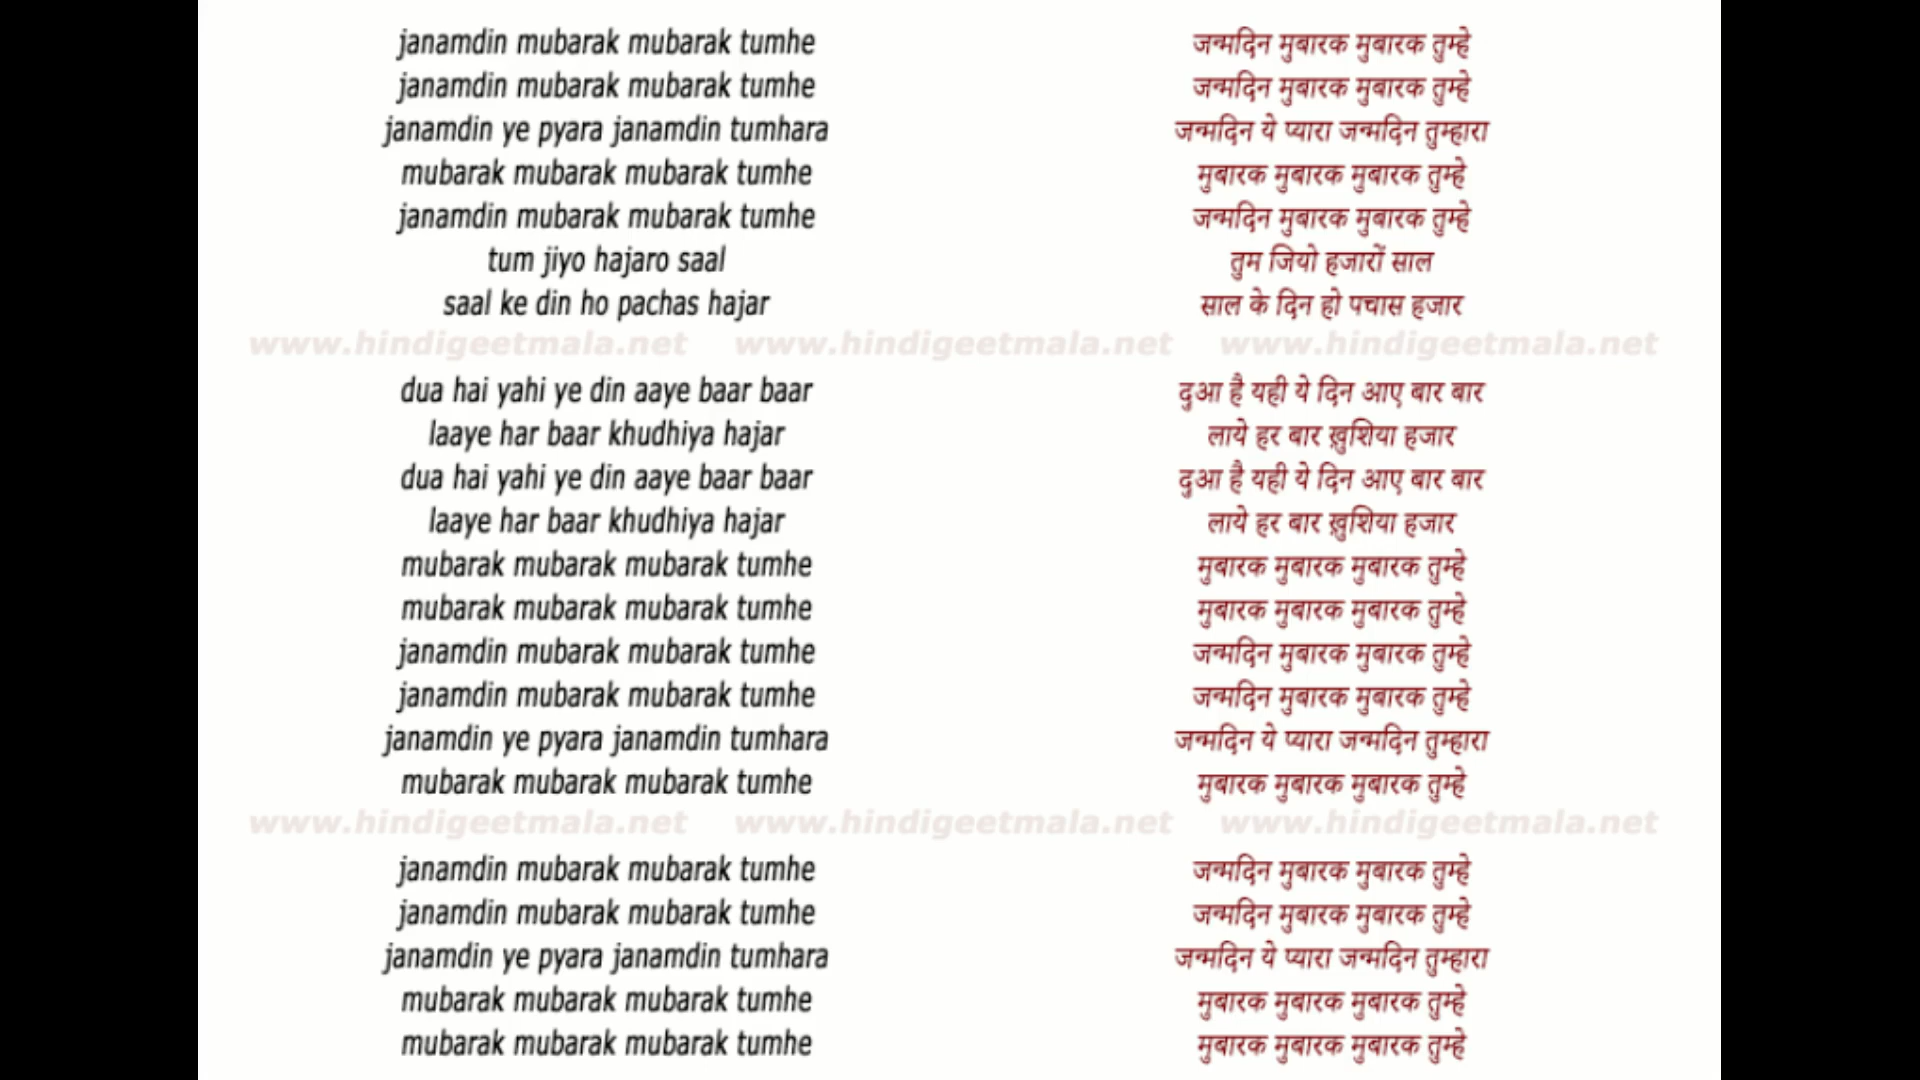 janamdin mubarak mubarak tumhe
janamdin mubarak mubarak tumhe
janamdin ye pyara janamdin tumhara
mubarak mubarak mubarak tumhe
janamdin mubarak mubarak tumhe
tum jiyo hajaro saal
saal ke din ho pachas hajar
www.hindigeetmala.net www.hindigeetmala.net www.hindigeetmala.net
dua hai yahi ye din aaye baar baar
laaye har baar khudhiya hajar
dua hai yahi ye din aaye baar baar
laaye har baar khudhiya hajar
mubarak mubarak mubarak tumhe
mubarak mubarak mubarak tumhe
janamdin mubarak mubarak tumhe
janamdin mubarak mubarak tumhe
janamdin ye pyara janamdin tumhara
mubarak mubarak mubarak tumhe
www.hindigeetmala.net www.hindigeetmala.net www.hindigeetmala.net
janamdin mubarak mubarak tumhe
janamdin mubarak mubarak tumhe
janamdin ye pyara janamdin tumhara
mubarak mubarak mubarak tumhe
mubarak mubarak mubarak tumhe
जन्मदिन मुबारक मुबारक तुम्हे
जन्मदिन मुबारक मुबारक तुम्हे
जन्मदिन ये प्यारा जन्मदिन तुम्हारा
मुबारक मुबारक मुबारक तुम्हे
जन्मदिन मुबारक मुबारक तुम्हे
तुम जियो हजारों साल
साल के दिन हो पचास हजार
दुआ है यही ये दिन आए बार बार
लाये हर बार ख़ुशिया हजार
दुआ है यही ये दिन आए बार बार
लाये हर बार ख़ुशिया हजार
मुबारक मुबारक मुबारक तुम्हे
मुबारक मुबारक मुबारक तुम्हे
जन्मदिन मुबारक मुबारक तुम्हे
जन्मदिन मुबारक मुबारक तुम्हे
जन्मदिन ये प्यारा जन्मदिन तुम्हारा
मुबारक मुबारक मुबारक तुम्हे
जन्मदिन मुबारक मुबारक तुम्हे
जन्मदिन मुबारक मुबारक तुम्हे
जन्मदिन ये प्यारा जन्मदिन तुम्हारा
मुबारक मुबारक मुबारक तुम्हे
मुबारक मुबारक मुबारक तुम्हे